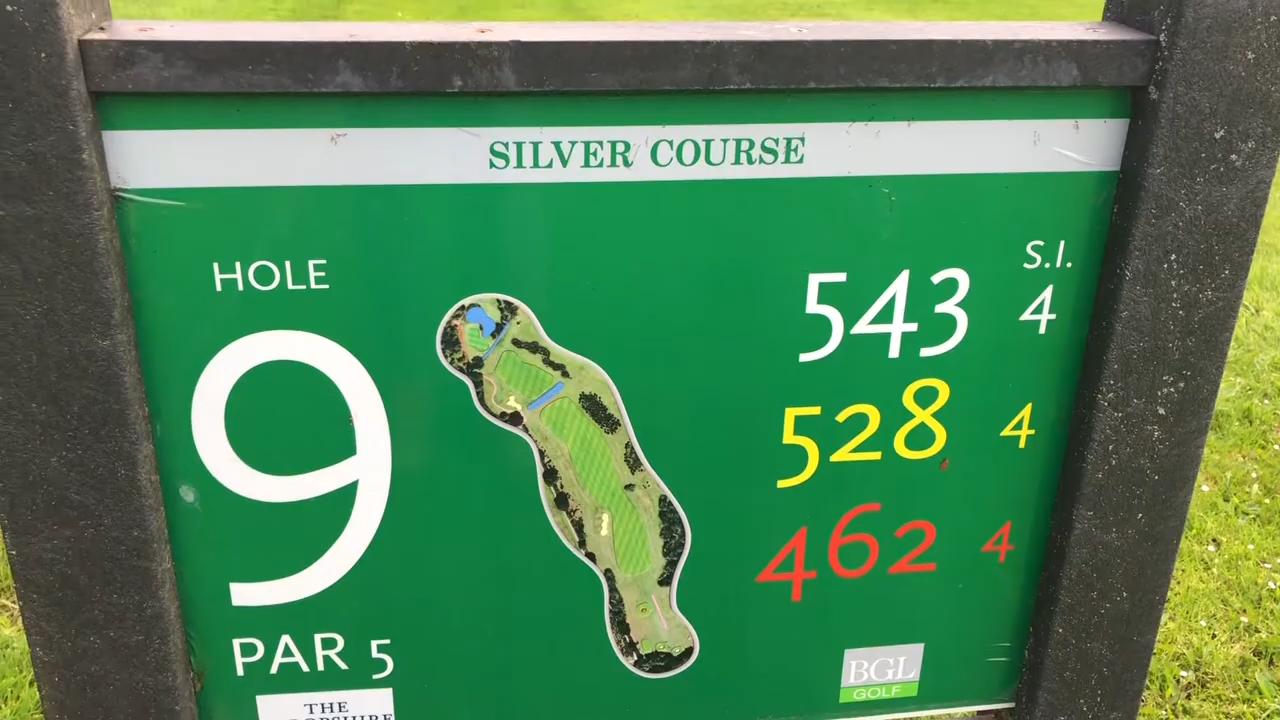 SILVER COURSE
HOLE
9
PAR 5
S.I.
543 4
528 4
462 4
THE
BGL
GOLF